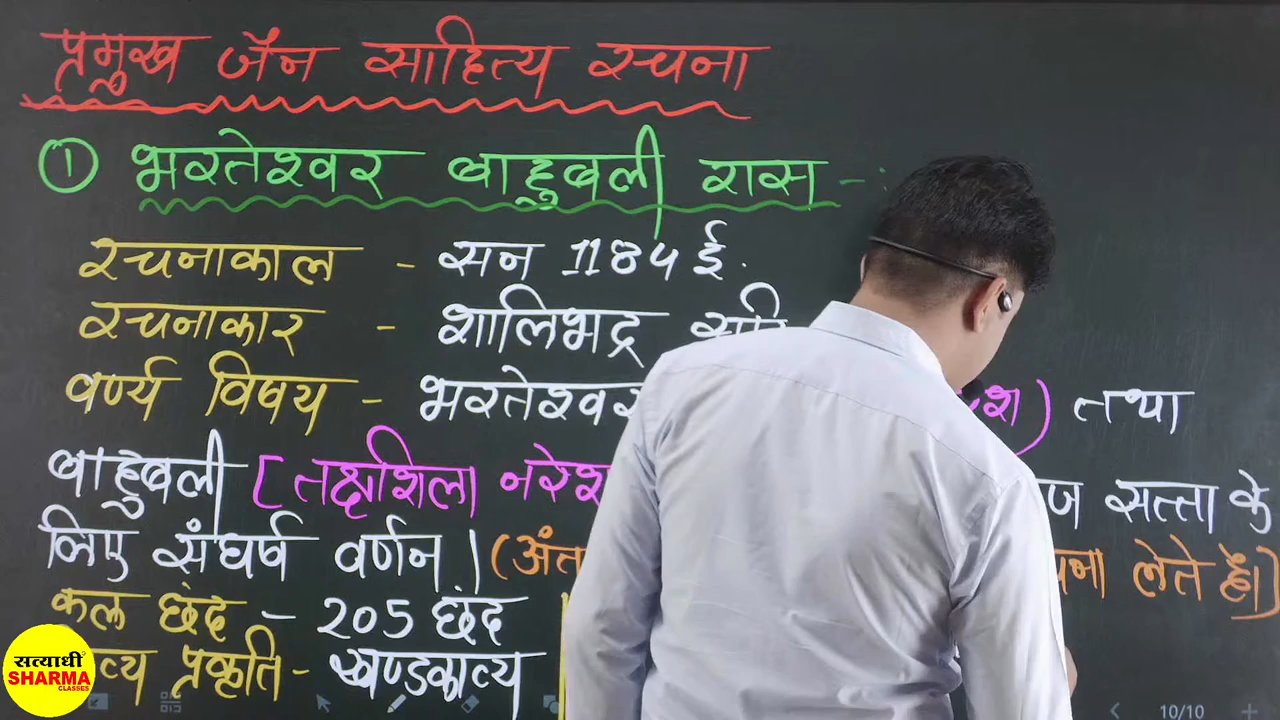 प्रमुख जैन साहित्य रचना
① भरतेश्वर बाहुबली रास -:
रचनाकाल - सन 1184 ई.
रचनाकार - शालिभद्र
वर्ण्य विषय - भरतेश्वर तथा
बाहुबली [तक्षशिला नरेश सत्ता के
लिए संघर्ष वर्णन। (अंत लेते हैं।)
कुल छंद - 205 छंद
प्रकृति - खण्डकाव्य
सत्यार्थी
SHARMA
CLASSES
10/10